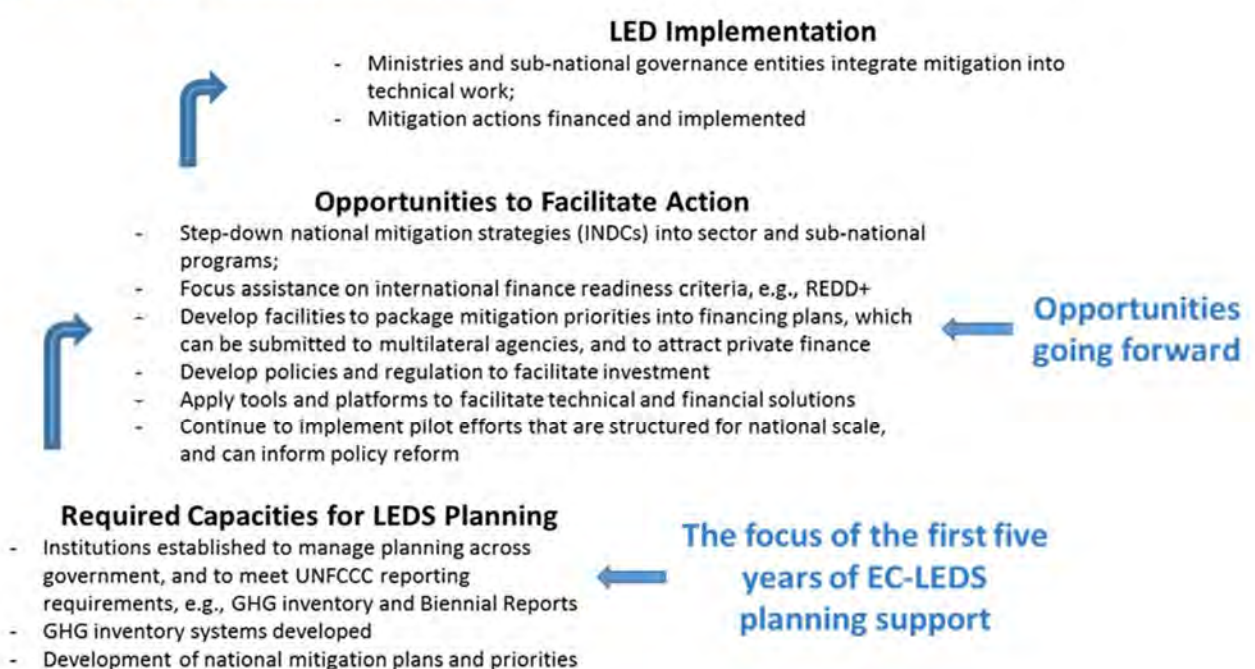 LED Implementation
- Ministries and sub-national governance entities integrate mitigation into
technical work;
- Mitigation actions financed and implemented
Opportunities to Facilitate Action
- Step-down national mitigation strategies (INDCs) into sector and sub-national
programs;
- Focus assistance on international finance readiness criteria, e.g., REDD+
- Develop facilities to package mitigation priorities into financing plans, which
can be submitted to multilateral agencies, and to attract private finance
- Develop policies and regulation to facilitate investment
- Apply tools and platforms to facilitate technical and financial solutions
- Continue to implement pilot efforts that are structured for national scale,
and can inform policy reform
Opportunities
going forward
Required Capacities for LEDS Planning
- Institutions established to manage planning across
government, and to meet UNFCCC reporting
requirements, e.g., GHG inventory and Biennial Reports
- GHG inventory systems developed
- Development of national mitigation plans and priorities
The focus of the first five
years of EC-LEDS
planning support